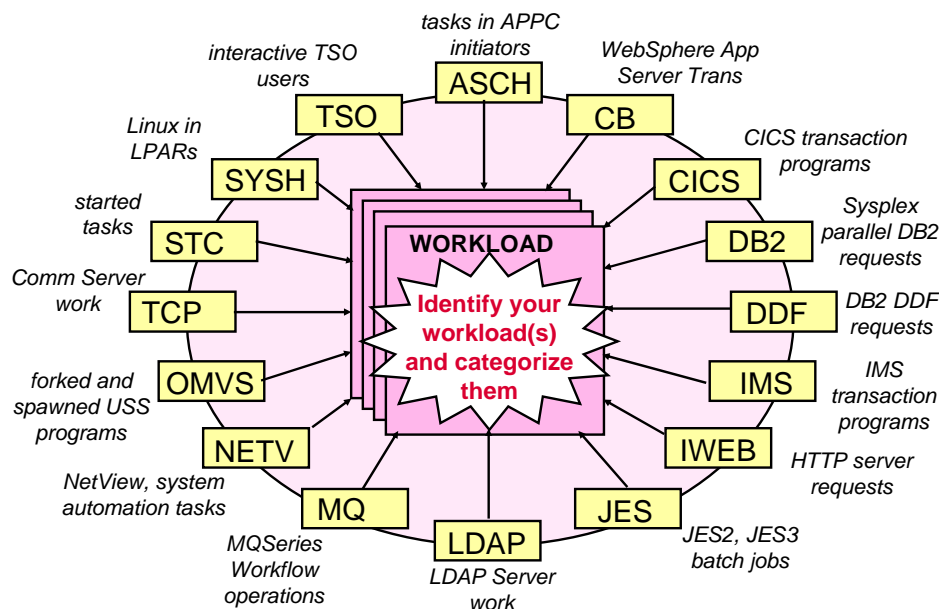 tasks in APPC
initiators
ASCH
interactive TSO
users
TSO
WebSphere App
Server Trans
CB
Linux in
LPARs
SYSH
CICS transaction
programs
CICS
started
tasks
STC
Sysplex
parallel DB2
requests
DB2
Comm Server
work
TCP
DB2 DDF
requests
DDF
forked and
spawned USS
programs
OMVS
IMS
transaction
programs
IMS
NETV
NetView, system
automation tasks
IWEB
HTTP server
requests
MQ
MQSeries
Workflow
operations
LDAP
LDAP Server
work
JES
JES2, JES3
batch jobs
WORKLOAD
Identify your
workload(s)
and categorize
them